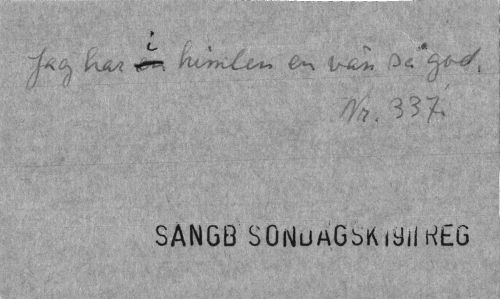 Jag har i himlen en vän så god.
Nr. 337.
SANGB SONDAGSK 1911 REG